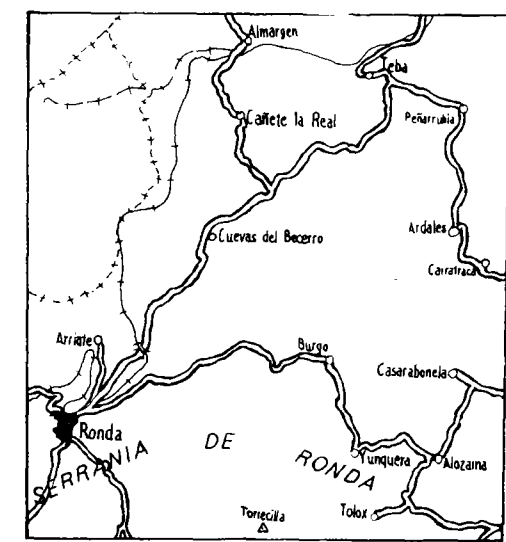 Almargen
Teba
Cañete la Real
Peñarrubia
Ardales
Cuevas del Becerro
Carratraca
Arriate
Burgo
Casarabonela
Ronda
SERRANIA DE RONDA
Yunquera
Alozaina
Torrecilla
Tolox